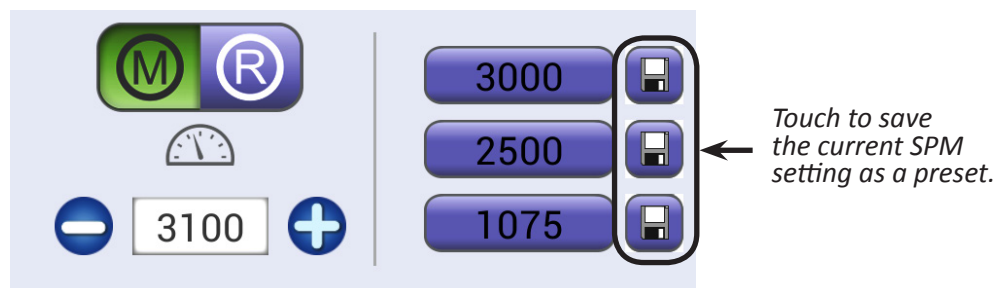 M R
3100
3000
2500
1075
Touch to save
the current SPM
setting as a preset.